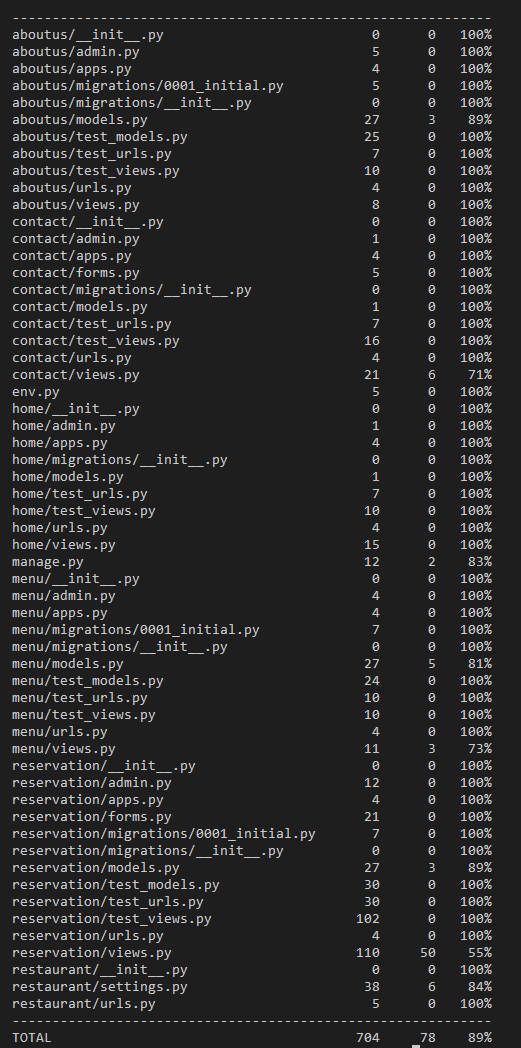 ------------------------------------------------------------
aboutus/__init__.py 0 0 100%
aboutus/admin.py 5 0 100%
aboutus/apps.py 4 0 100%
aboutus/migrations/0001_initial.py 5 0 100%
aboutus/migrations/__init__.py 0 0 100%
aboutus/models.py 27 3 89%
aboutus/test_models.py 25 0 100%
aboutus/test_urls.py 7 0 100%
aboutus/test_views.py 10 0 100%
aboutus/urls.py 4 0 100%
aboutus/views.py 8 0 100%
contact/__init__.py 0 0 100%
contact/admin.py 1 0 100%
contact/apps.py 4 0 100%
contact/forms.py 5 0 100%
contact/migrations/__init__.py 0 0 100%
contact/models.py 1 0 100%
contact/test_urls.py 7 0 100%
contact/test_views.py 16 0 100%
contact/urls.py 4 0 100%
contact/views.py 21 6 71%
env.py 5 0 100%
home/__init__.py 0 0 100%
home/admin.py 1 0 100%
home/apps.py 4 0 100%
home/migrations/__init__.py 0 0 100%
home/models.py 1 0 100%
home/test_urls.py 7 0 100%
home/test_views.py 10 0 100%
home/urls.py 4 0 100%
home/views.py 15 0 100%
manage.py 12 2 83%
menu/__init__.py 0 0 100%
menu/admin.py 4 0 100%
menu/apps.py 4 0 100%
menu/migrations/0001_initial.py 7 0 100%
menu/migrations/__init__.py 0 0 100%
menu/models.py 27 5 81%
menu/test_models.py 24 0 100%
menu/test_urls.py 10 0 100%
menu/test_views.py 10 0 100%
menu/urls.py 4 0 100%
menu/views.py 11 3 73%
reservation/__init__.py 0 0 100%
reservation/admin.py 12 0 100%
reservation/apps.py 4 0 100%
reservation/forms.py 21 0 100%
reservation/migrations/0001_initial.py 7 0 100%
reservation/migrations/__init__.py 0 0 100%
reservation/models.py 27 3 89%
reservation/test_models.py 30 0 100%
reservation/test_urls.py 30 0 100%
reservation/test_views.py 102 0 100%
reservation/urls.py 4 0 100%
reservation/views.py 110 50 55%
restaurant/__init__.py 0 0 100%
restaurant/settings.py 38 6 84%
restaurant/urls.py 5 0 100%
------------------------------------------------------------
TOTAL 704 78 89%